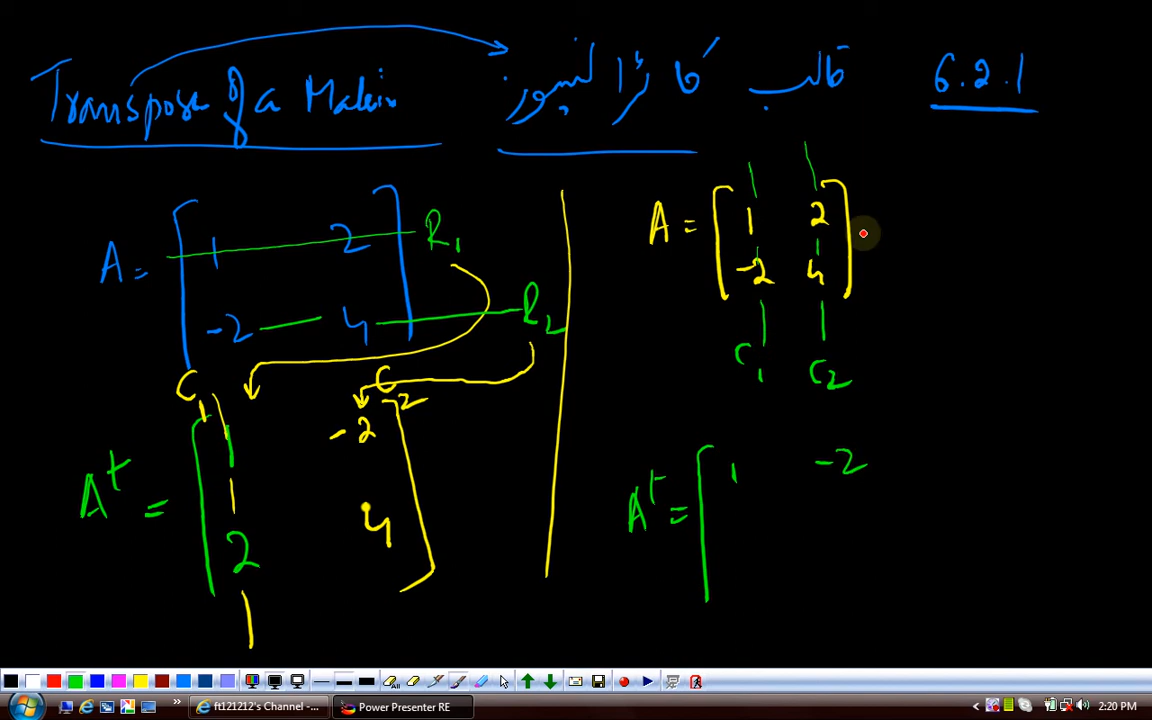 Transpose of a Matrix قالب کا ٹرانسپوز 6.2.1
A = [ 1 2 ] R1
-2 4 R2
C1 C2
A^t = [ 1 -2 ]
2 4
A = [ 1 2 ]
-2 4
C1 C2
A^t = [ 1 -2
ft121212's Channel -...
Power Presenter RE
2:20 PM